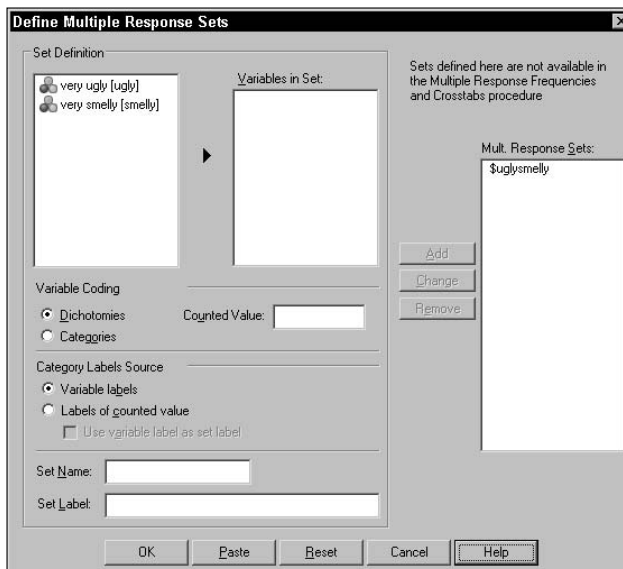 Define Multiple Response Sets
Set Definition
very ugly [ugly]
very smelly [smelly]
Variables in Set:
Sets defined here are not available in
the Multiple Response Frequencies
and Crosstabs procedure
Mult. Response Sets:
$uglysmelly
Add
Change
Remove
Variable Coding
Dichotomies
Counted Value:
Categories
Category Labels Source
Variable labels
Labels of counted value
Use variable label as set label
Set Name:
Set Label:
OK
Paste
Reset
Cancel
Help